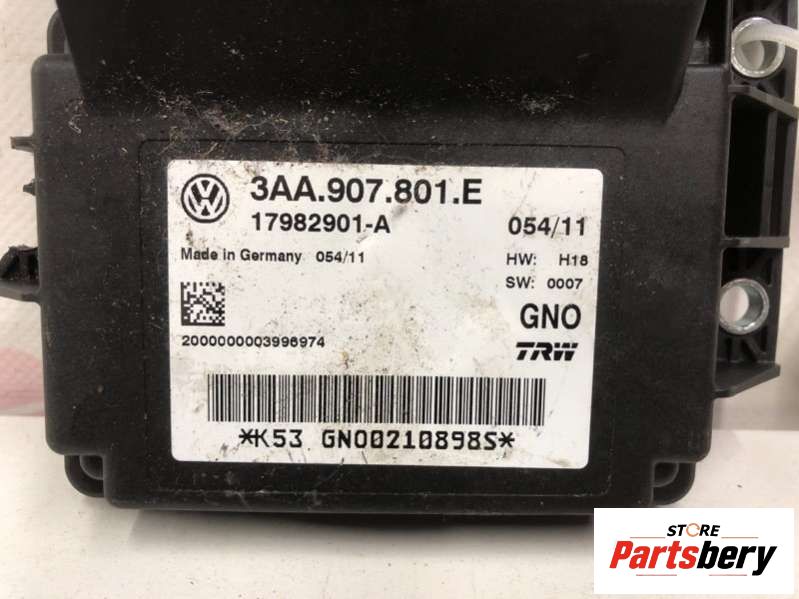 3AA.907.801.E
17982901-A 054/11
Made in Germany 054/11 HW: H18
SW: 0007
GNO
2000000003996974 TRW
*K53 GNO0210898S*
STORE
Partsbery